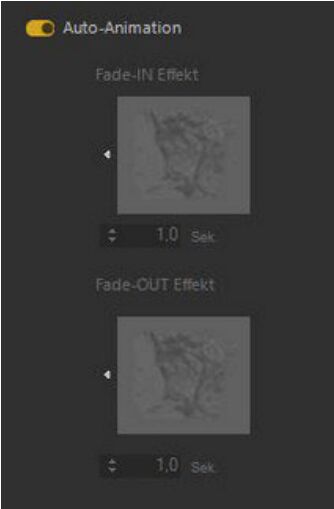 Auto-Animation
Fade-IN Effekt
1,0 Sek.
Fade-OUT Effekt
1,0 Sek.